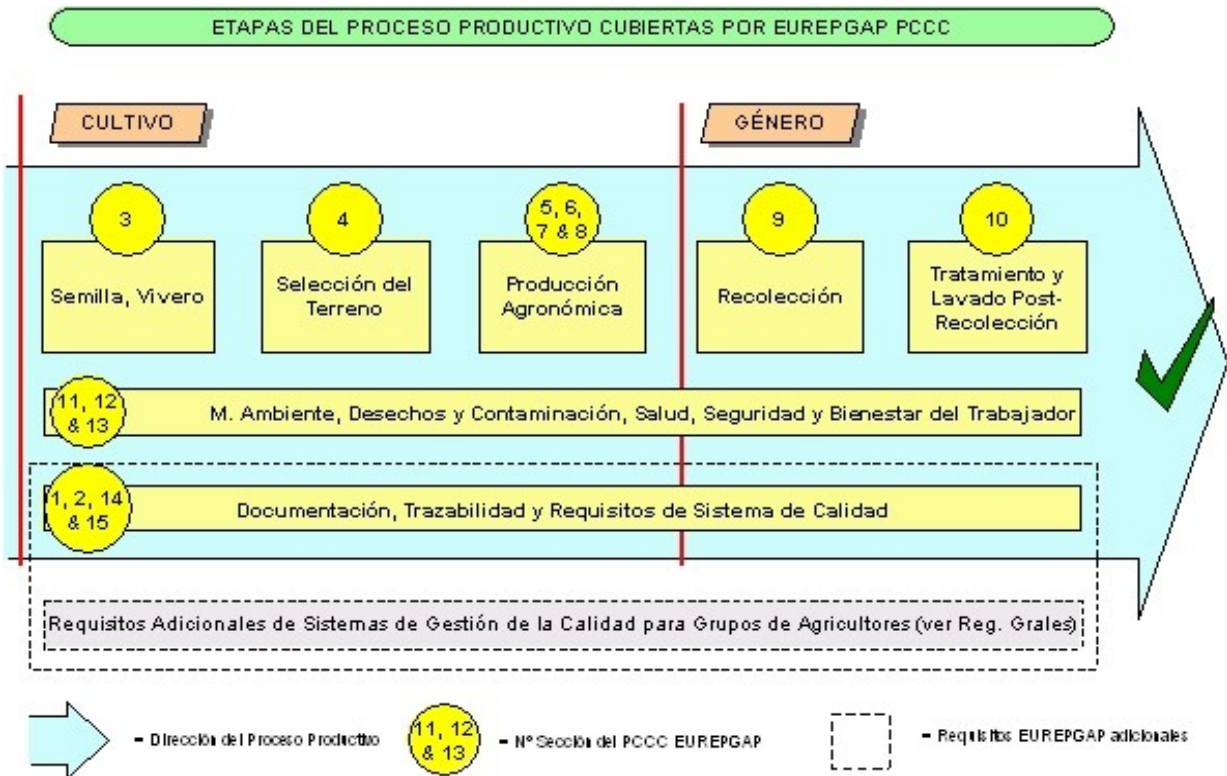 ETAPAS DEL PROCESO PRODUCTIVO CUBIERTAS POR EUREPGAP PCCC
CULTIVO
GÉNERO
3
4
5, 6,
7 & 8
9
10
Semilla, Vivero
Selección del
Terreno
Producción
Agronómica
Recolección
Tratamiento y
Lavado Post-
Recolección
11, 12
& 13
M. Ambiente, Desechos y Contaminación, Salud, Seguridad y Bienestar del Trabajador
1, 2, 14
& 15
Documentación, Trazabilidad y Requisitos de Sistema de Calidad
Requisitos Adicionales de Sistemas de Gestión de la Calidad para Grupos de Agricultores (ver Reg. Grales)
= Dirección del Proceso Productivo
11, 12
& 13
= Nº Sección del PCCC EUREPGAP
= Requisitos EUREPGAP adicionales